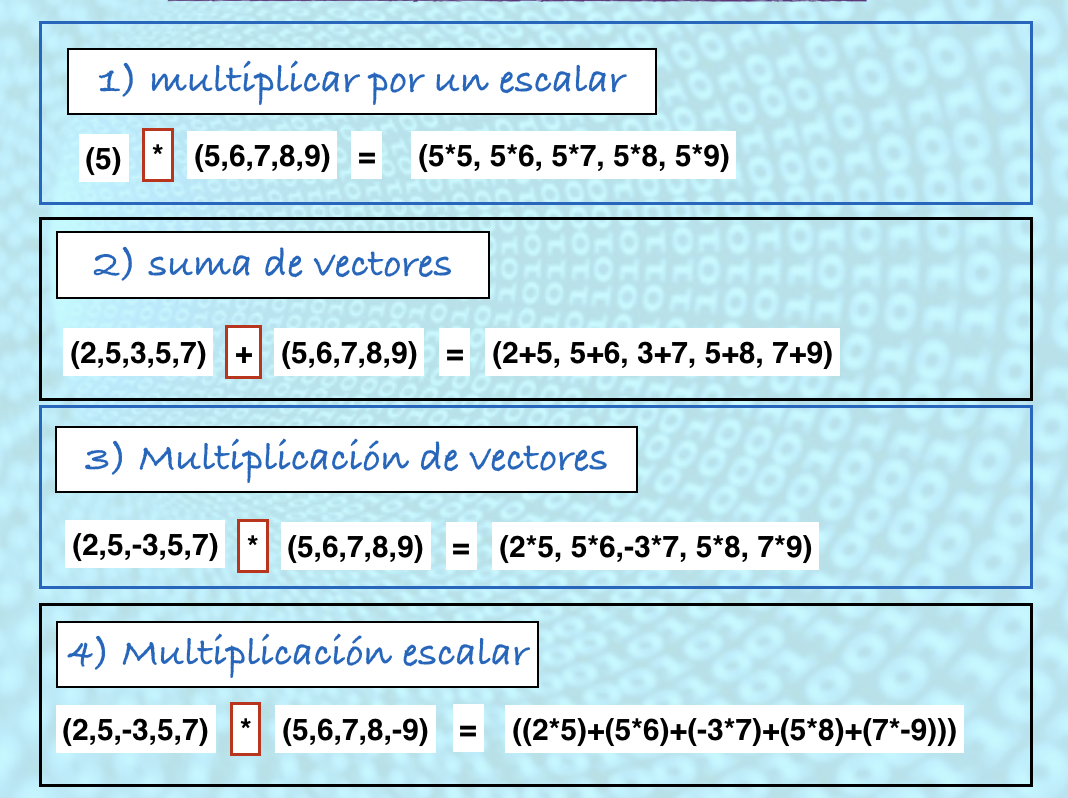 1) multiplicar por un escalar
(5) * (5,6,7,8,9) = (5*5, 5*6, 5*7, 5*8, 5*9)
2) suma de vectores
(2,5,3,5,7) + (5,6,7,8,9) = (2+5, 5+6, 3+7, 5+8, 7+9)
3) Multiplicación de vectores
(2,5,-3,5,7) * (5,6,7,8,9) = (2*5, 5*6,-3*7, 5*8, 7*9)
4) Multiplicación escalar
(2,5,-3,5,7) * (5,6,7,8,-9) = ((2*5)+(5*6)+(-3*7)+(5*8)+(7*-9)))